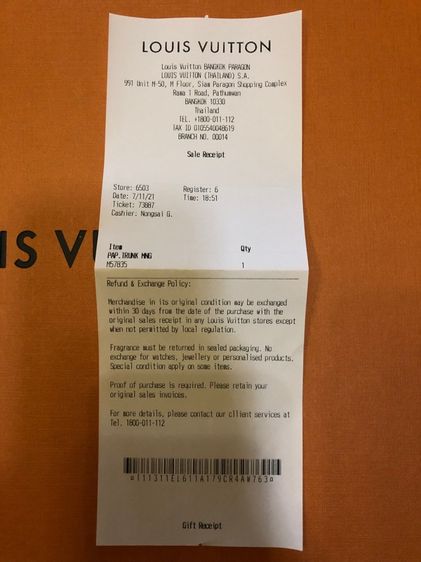 LOUIS VUITTON
Louis Vuitton BANGKOK PARAGON
LOUIS VUITTON (THAILAND) S.A.
991 Unit M-50, M Floor, Siam Paragon Shopping Complex
Rama 1 Road, Pathumwan
BANGKOK 10330
Thailand
TEL. +1800-011-112
TAX ID 0105540048619
BRANCH NO. 00014
Sale Receipt
Store: 6503 Register: 6
Date: 7/11/21 Time: 18:51
Ticket: 73887
Cashier: Nongsai G.
Item Qty
PAP.TRUNK MNG
M57835 1
IS VU
Refund & Exchange Policy:
Merchandise in its original condition may be exchanged
within 30 days from the date of the purchase with the
original sales receipt in any Louis Vuitton stores except
when not permitted by local regulation.
Fragrance must be returned in sealed packaging. No
exchange for watches, jewellery or personalised products.
Special condition apply on some items.
Proof of purchase is required. Please retain your
original sales invoices.
For more details, please contact our cllient services at
Tel. 1800-011-112
Gift Receipt